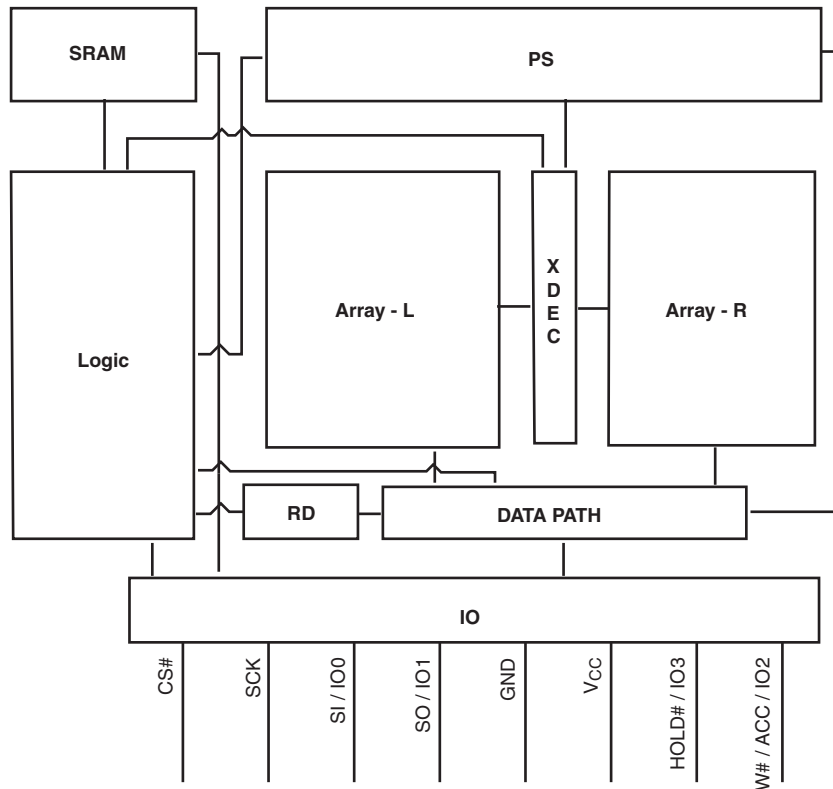 SRAM
PS
Logic
Array - L
X
D
E
C
Array - R
RD
DATA PATH
IO
CS#
SCK
SI / IO0
SO / IO1
GND
VCC
HOLD# / IO3
W# / ACC / IO2